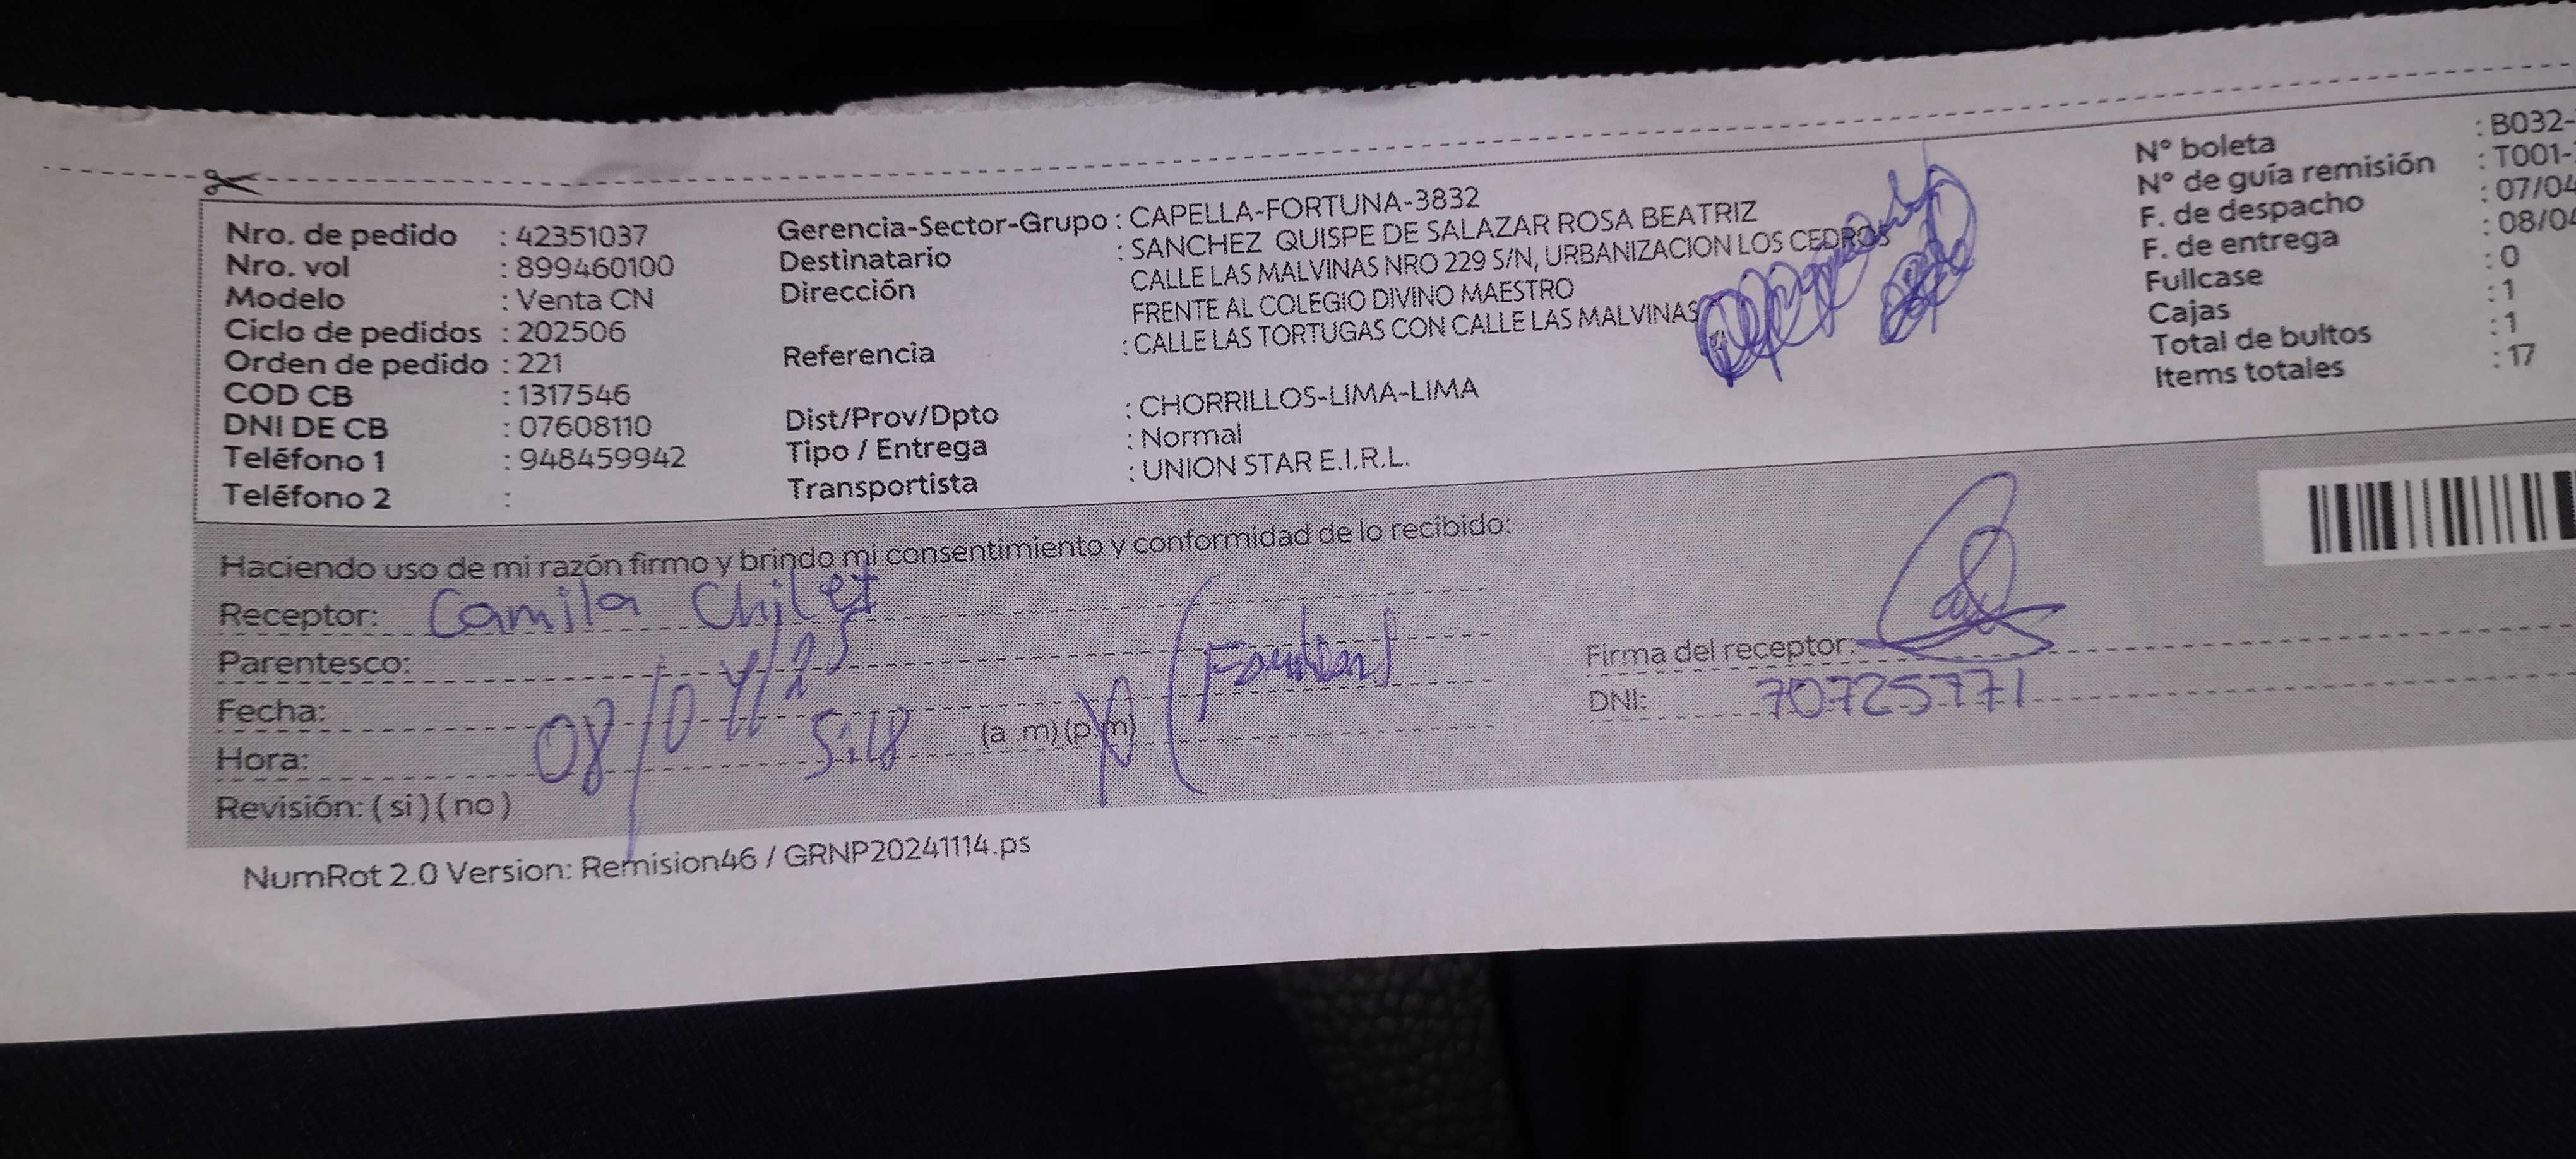 Nro. de pedido : 42351037
Nro. vol : 899460100
Modelo : Venta CN
Ciclo de pedidos : 202506
Orden de pedido : 221
COD CB : 1317546
DNI DE CB : 07608110
Teléfono 1 : 948459942
Teléfono 2 :
Gerencia-Sector-Grupo : CAPELLA-FORTUNA-3832
Destinatario : SANCHEZ QUISPE DE SALAZAR ROSA BEATRIZ
Dirección CALLE LAS MALVINAS NRO 229 S/N, URBANIZACION LOS CEDROS
FRENTE AL COLEGIO DIVINO MAESTRO
Referencia : CALLE LAS TORTUGAS CON CALLE LAS MALVINAS
Dist/Prov/Dpto : CHORRILLOS-LIMA-LIMA
Tipo / Entrega : Normal
Transportista : UNION STAR E.I.R.L.
N° boleta : B032-
N° de guía remisión : T001-
F. de despacho : 07/04
F. de entrega : 08/04
Fullcase : 0
Cajas : 1
Total de bultos : 1
Items totales : 17
Haciendo uso de mi razón firmo y brindo mi consentimiento y conformidad de lo recibido:
Receptor: Camila Chilet
Parentesco:
Fecha: 08/04/25
Hora: 5:18 (a .m) (p.m)
Revisión: ( si ) ( no )
Firma del receptor:
DNI: 70725771
NumRot 2.0 Version: Remision46 / GRNP20241114.ps